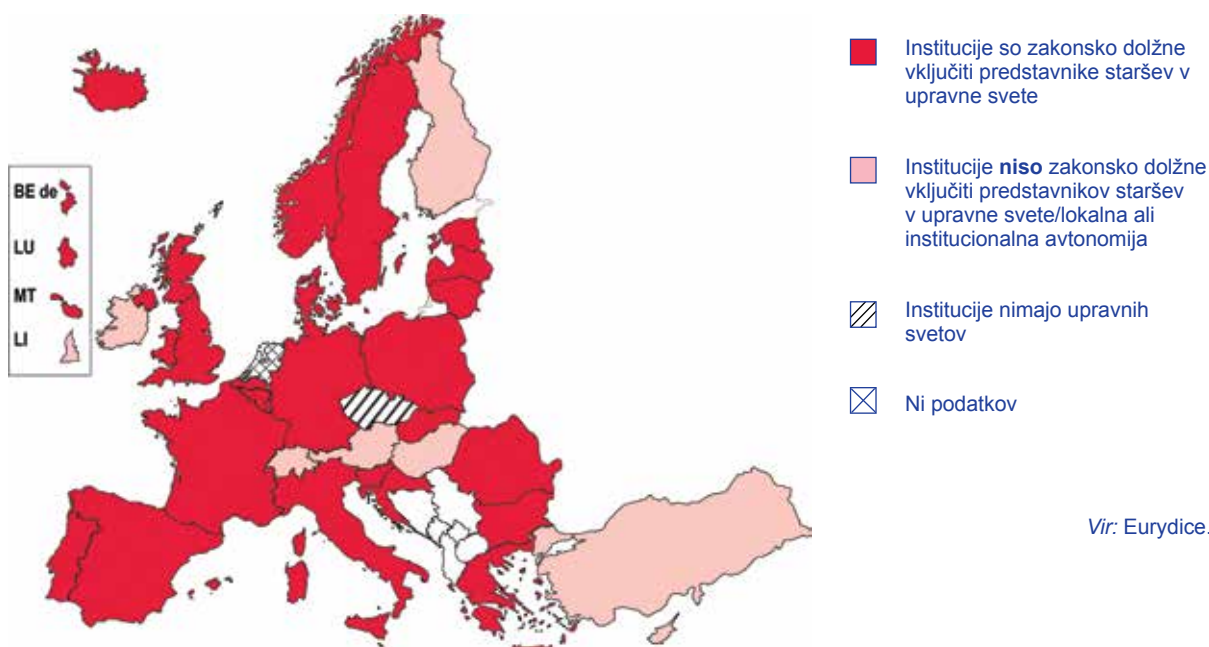 BE de
LU
MT
LI
Institucije so zakonsko dolžne
vključiti predstavnike staršev v
upravne svete
Institucije niso zakonsko dolžne
vključiti predstavnikov staršev
v upravne svete/lokalna ali
institucionalna avtonomija
Institucije nimajo upravnih
svetov
Ni podatkov
Vir: Eurydice.